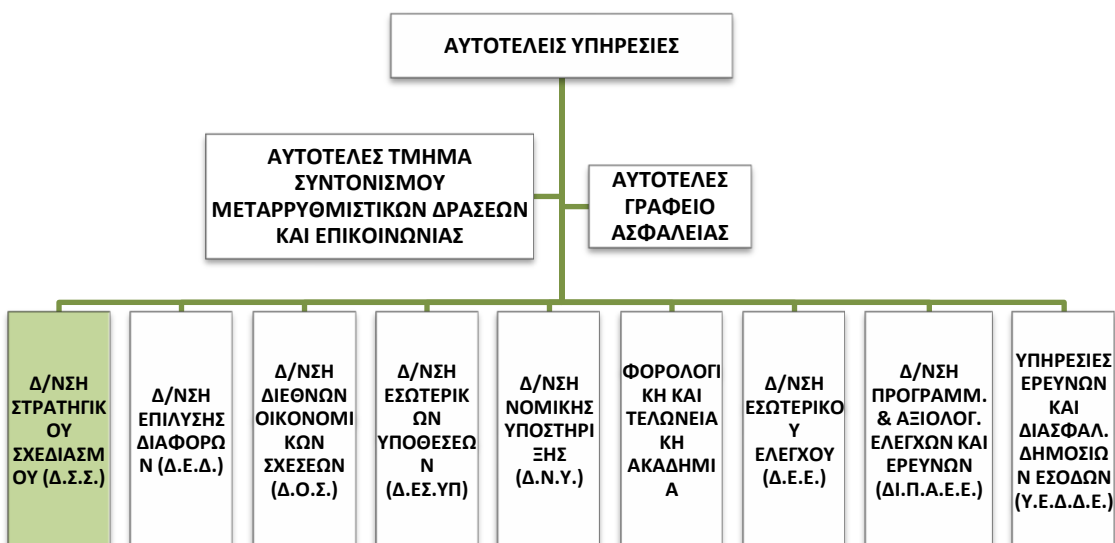 ΑΥΤΟΤΕΛΕΙΣ ΥΠΗΡΕΣΙΕΣ
ΑΥΤΟΤΕΛΕΣ ΤΜΗΜΑ
ΣΥΝΤΟΝΙΣΜΟΥ
ΜΕΤΑΡΡΥΘΜΙΣΤΙΚΩΝ ΔΡΑΣΕΩΝ
ΚΑΙ ΕΠΙΚΟΙΝΩΝΙΑΣ
ΑΥΤΟΤΕΛΕΣ
ΓΡΑΦΕΙΟ
ΑΣΦΑΛΕΙΑΣ
Δ/ΝΣΗ
ΣΤΡΑΤΗΓΙΚ
ΟΥ
ΣΧΕΔΙΑΣΜ
ΟΥ (Δ.Σ.Σ.)
Δ/ΝΣΗ
ΕΠΙΛΥΣΗΣ
ΔΙΑΦΟΡΩ
Ν (Δ.Ε.Δ.)
Δ/ΝΣΗ
ΔΙΕΘΝΩΝ
ΟΙΚΟΝΟΜΙ
ΚΩΝ
ΣΧΕΣΕΩΝ
(Δ.Ο.Σ.)
Δ/ΝΣΗ
ΕΣΩΤΕΡΙΚ
ΩΝ
ΥΠΟΘΕΣΕΩ
Ν
(Δ.ΕΣ.ΥΠ)
Δ/ΝΣΗ
ΝΟΜΙΚΗΣ
ΥΠΟΣΤΗΡΙ
ΞΗΣ
(Δ.Ν.Υ.)
ΦΟΡΟΛΟΓΙ
ΚΗ ΚΑΙ
ΤΕΛΩΝΕΙΑ
ΚΗ
ΑΚΑΔΗΜΙ
Α
Δ/ΝΣΗ
ΕΣΩΤΕΡΙΚΟ
Υ
ΕΛΕΓΧΟΥ
(Δ.Ε.Ε.)
Δ/ΝΣΗ
ΠΡΟΓΡΑΜΜ.
& ΑΞΙΟΛΟΓ.
ΕΛΕΓΧΩΝ ΚΑΙ
ΕΡΕΥΝΩΝ
(ΔΙ.Π.Α.Ε.Ε.)
ΥΠΗΡΕΣΙΕΣ
ΕΡΕΥΝΩΝ
ΚΑΙ
ΔΙΑΣΦΑΛ.
ΔΗΜΟΣΙΩ
Ν ΕΣΟΔΩΝ
(Υ.Ε.Δ.Δ.Ε.)